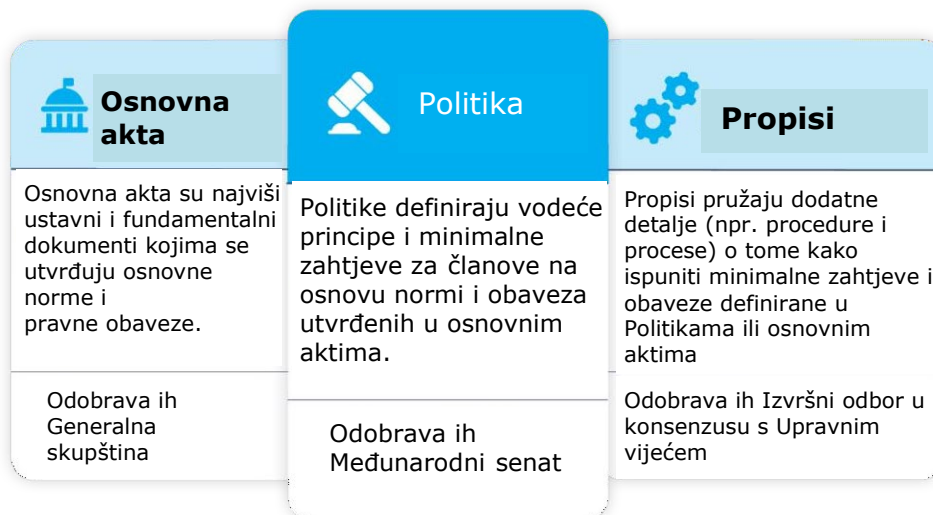 Osnovna
akta
Osnovna akta su najviši
ustavni i fundamentalni
dokumenti kojima se
utvrđuju osnovne
norme i
pravne obaveze.
Odobrava ih
Generalna
skupština
Politika
Politike definiraju vodeće
principe i minimalne
zahtjeve za članove na
osnovu normi i obaveza
utvrđenih u osnovnim
aktima.
Odobrava ih
Međunarodni senat
Propisi
Propisi pružaju dodatne
detalje (npr. procedure i
procese) o tome kako
ispuniti minimalne zahtjeve i
obaveze definirane u
Politikama ili osnovnim
aktima
Odobrava ih Izvršni odbor u
konsenzusu s Upravnim
vijećem